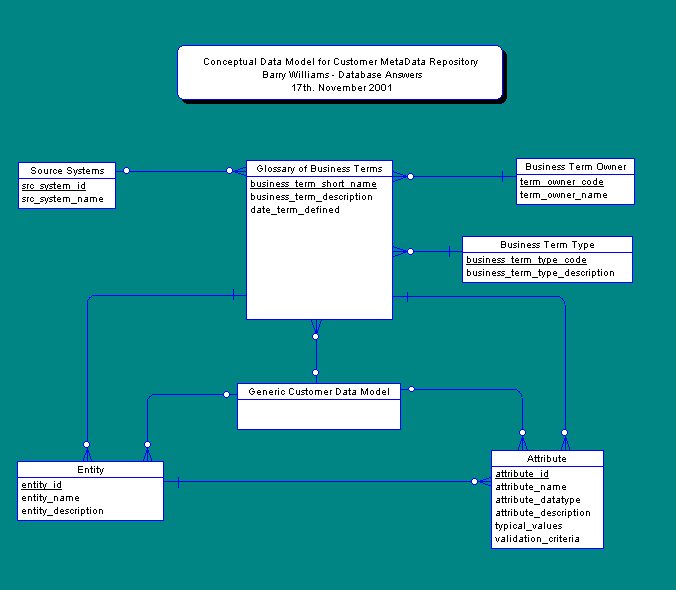 Conceptual Data Model for Customer MetaData Repository
Barry Williams - Database Answers
17th. November 2001
Source Systems
src_system_id
src_system_name
Glossary of Business Terms
business_term_short_name
business_term_description
date_term_defined
Business Term Owner
term_owner_code
term_owner_name
Business Term Type
business_term_type_code
business_term_type_description
Generic Customer Data Model
Entity
entity_id
entity_name
entity_description
Attribute
attribute_id
attribute_name
attribute_datatype
attribute_description
typical_values
validation_criteria